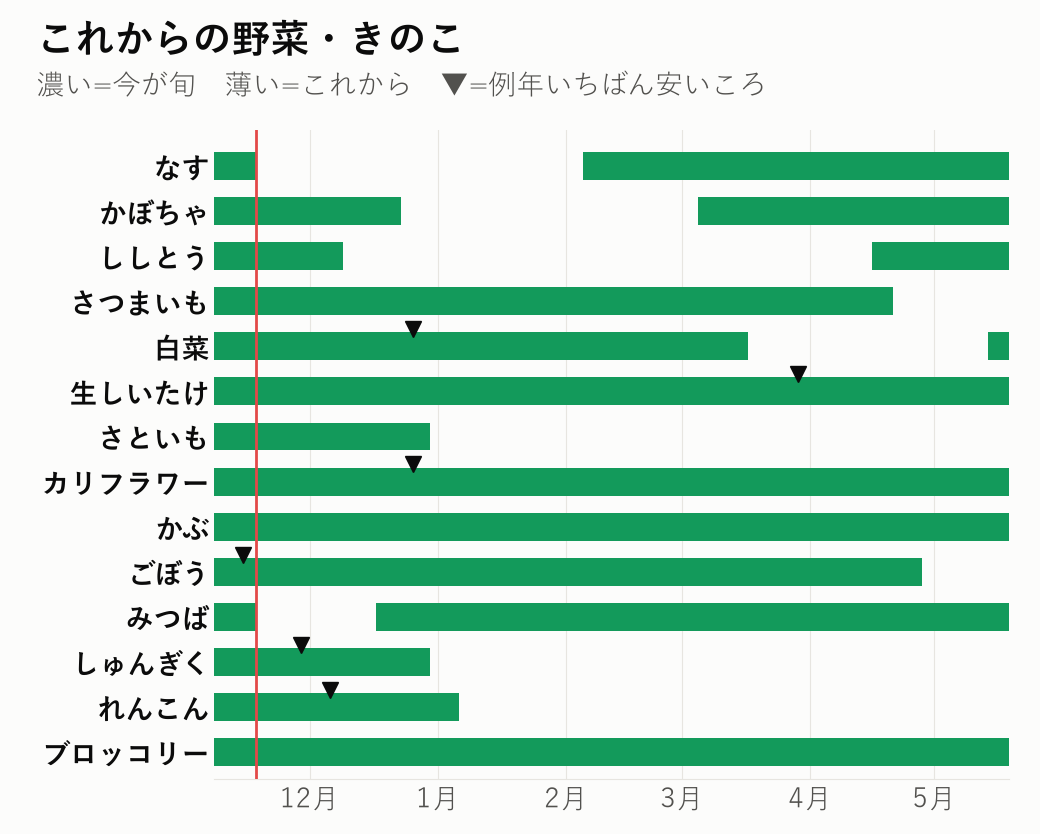 これからの野菜・きのこ
濃い=今が旬　薄い=これから　▼=例年いちばん安いころ
なす
かぼちゃ
ししとう
さつまいも
白菜
生しいたけ
さといも
カリフラワー
かぶ
ごぼう
みつば
しゅんぎく
れんこん
ブロッコリー
12月 1月 2月 3月 4月 5月